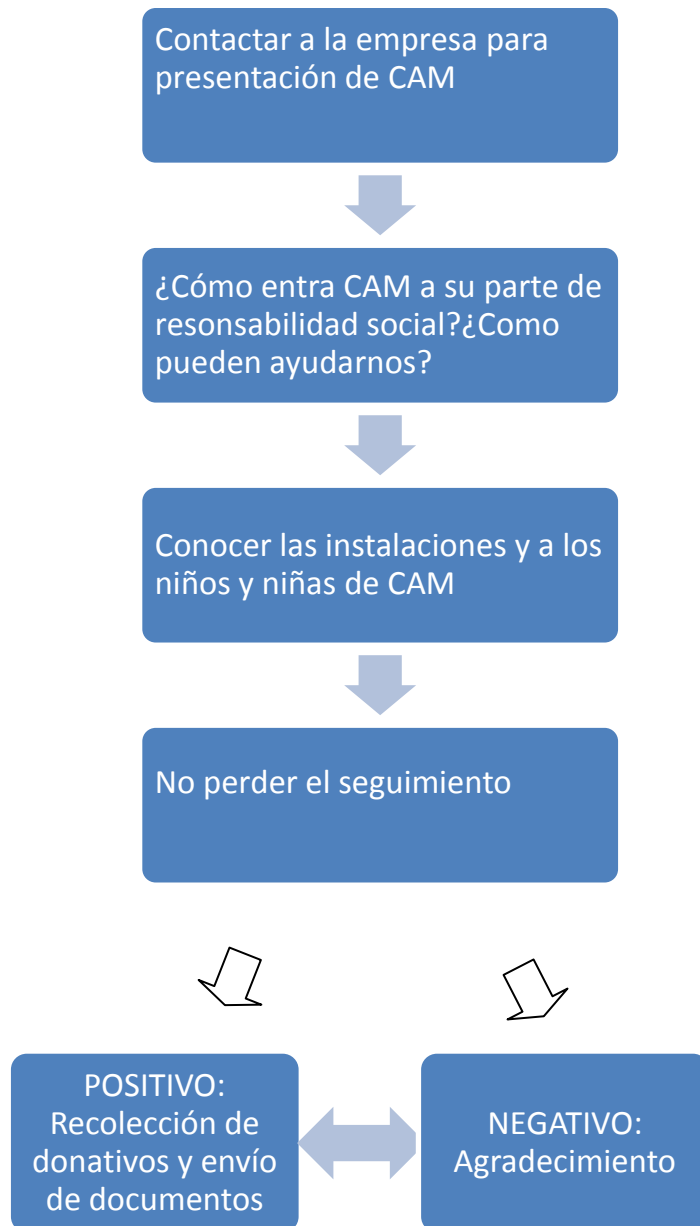 Contactar a la empresa para
presentación de CAM
¿Cómo entra CAM a su parte de
resonsabilidad social?¿Como
pueden ayudarnos?
Conocer las instalaciones y a los
niños y niñas de CAM
No perder el seguimiento
POSITIVO:
Recolección de
donativos y envío
de documentos
NEGATIVO:
Agradecimiento